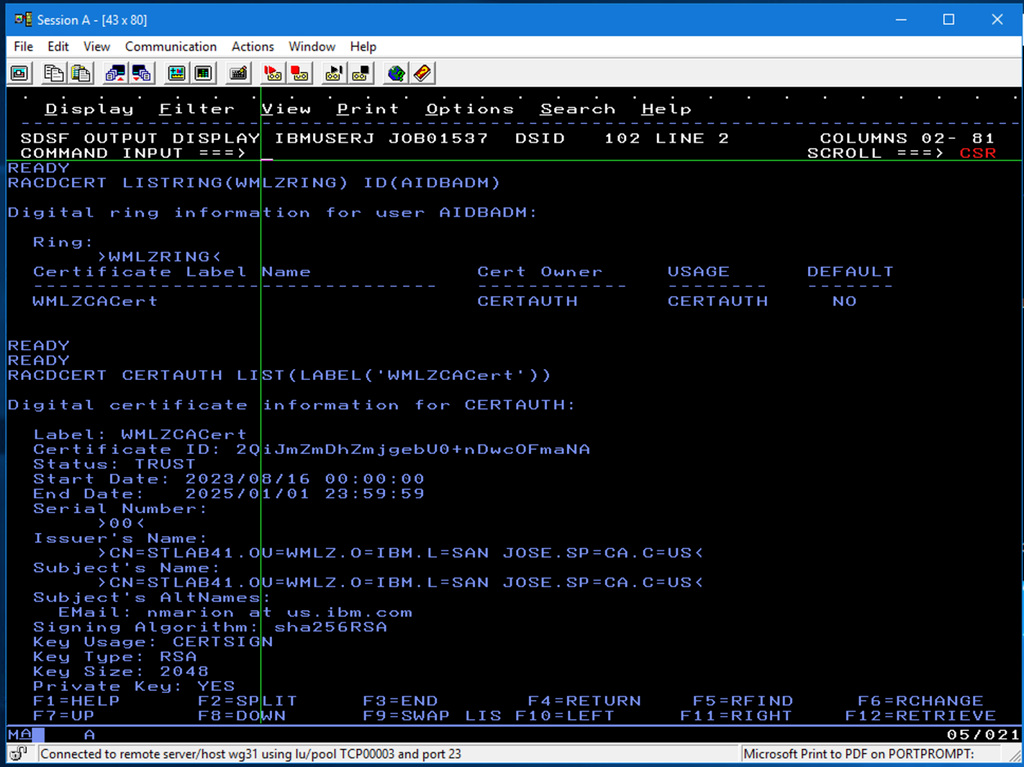 Session A - [43 x 80]
File Edit View Communication Actions Window Help
Display Filter View Print Options Search Help
SDSF OUTPUT DISPLAY IBMUSERJ JOB01537 DSID 102 LINE 2 COLUMNS 02- 81
COMMAND INPUT ===> SCROLL ===> CSR
READY
RACDCERT LISTRING(WMLZRING) ID(AIDBADM)
Digital ring information for user AIDBADM:
Ring:
>WMLZRING<
Certificate Label Name Cert Owner USAGE DEFAULT
-------------------------------- ------------ -------- -------
WMLZCACert CERTAUTH CERTAUTH NO
READY
READY
RACDCERT CERTAUTH LIST(LABEL('WMLZCACert'))
Digital certificate information for CERTAUTH:
Label: WMLZCACert
Certificate ID: 2QiJmZmDhZmjgebU0+nDwcOFmaNA
Status: TRUST
Start Date: 2023/08/16 00:00:00
End Date: 2025/01/01 23:59:59
Serial Number:
>00<
Issuer's Name:
>CN=STLAB41.OU=WMLZ.O=IBM.L=SAN JOSE.SP=CA.C=US<
Subject's Name:
>CN=STLAB41.OU=WMLZ.O=IBM.L=SAN JOSE.SP=CA.C=US<
Subject's AltNames:
EMail: nmarion at us.ibm.com
Signing Algorithm: sha256RSA
Key Usage: CERTSIGN
Key Type: RSA
Key Size: 2048
Private Key: YES
F1=HELP F2=SPLIT F3=END F4=RETURN F5=RFIND F6=RCHANGE
F7=UP F8=DOWN F9=SWAP LIS F10=LEFT F11=RIGHT F12=RETRIEVE
MA A 05/021
Connected to remote server/host wg31 using lu/pool TCP00003 and port 23 Microsoft Print to PDF on PORTPROMPT: